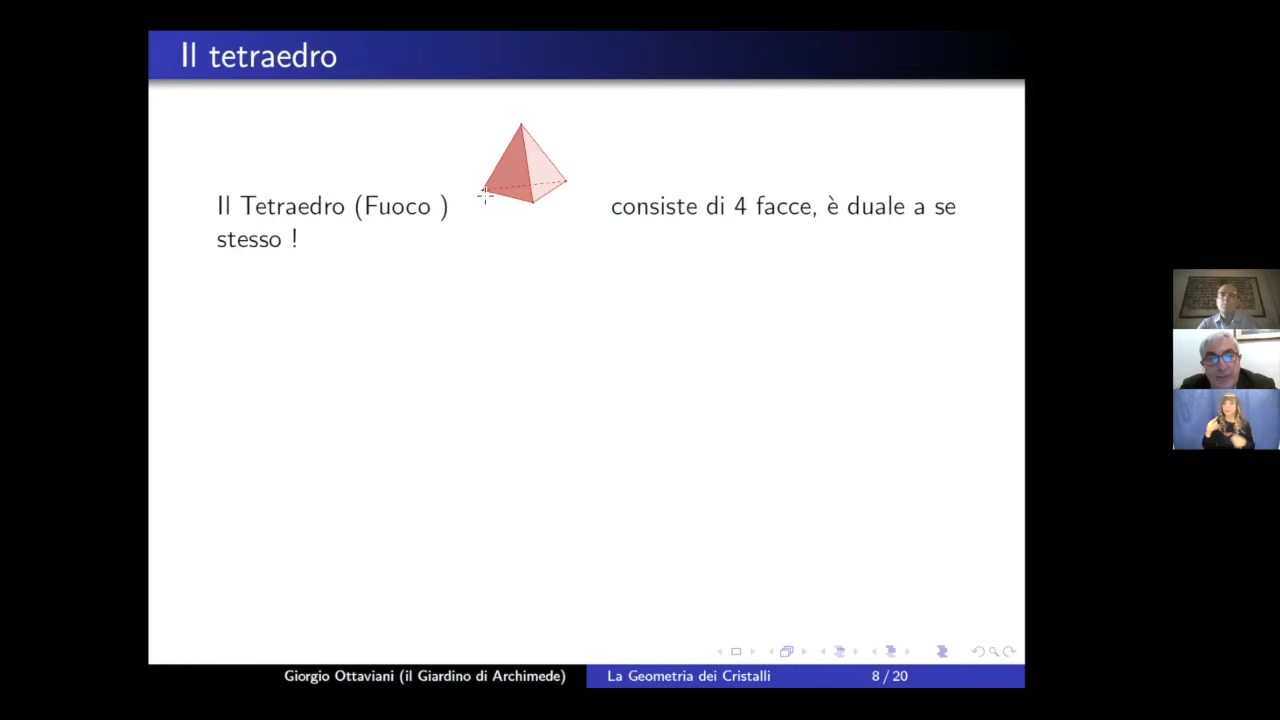 Il tetraedro
Il Tetraedro (Fuoco ) consiste di 4 facce, è duale a se
stesso !
Giorgio Ottaviani (il Giardino di Archimede) La Geometria dei Cristalli 8 / 20